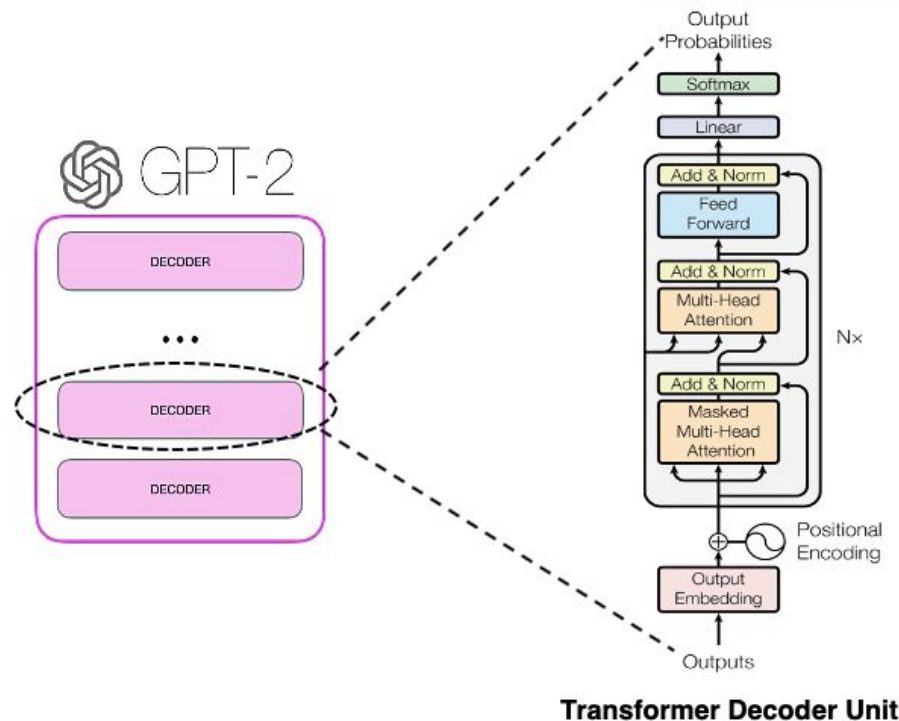 GPT-2
DECODER
...
DECODER
DECODER
Output
Probabilities
Softmax
Linear
Add & Norm
Feed
Forward
Add & Norm
Multi-Head
Attention
Nx
Add & Norm
Masked
Multi-Head
Attention
Positional
Encoding
Output
Embedding
Outputs
Transformer Decoder Unit